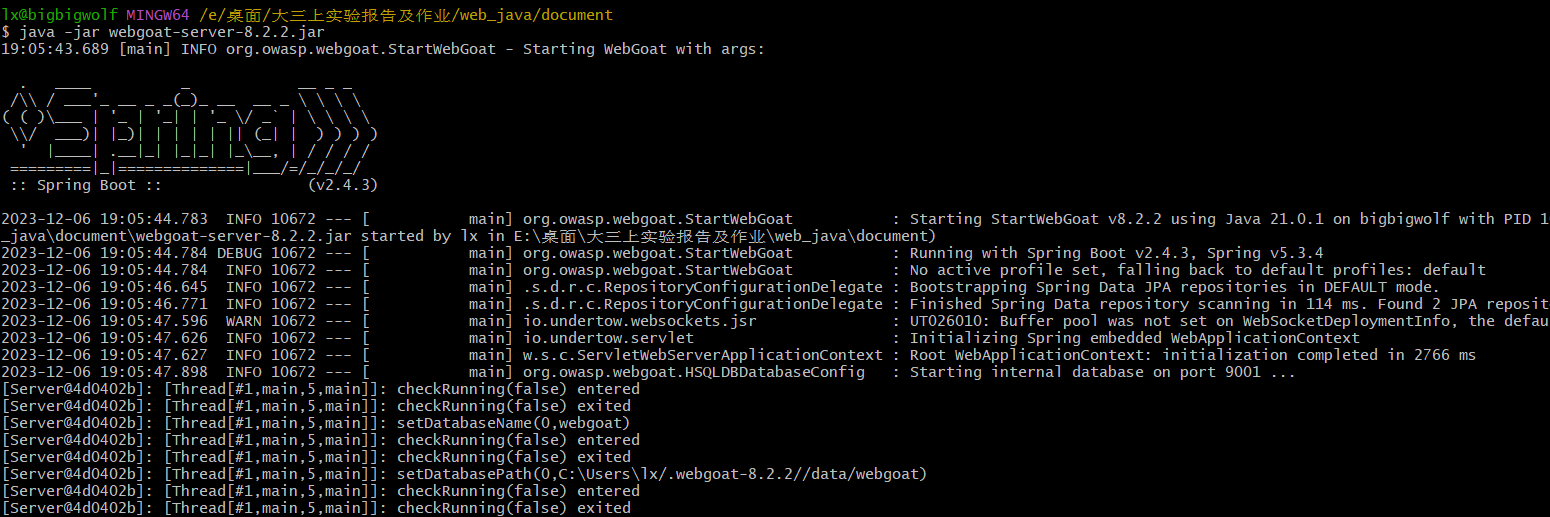 lx@bigbigwolf MINGW64 /e/桌面/大三上实验报告及作业/web_java/document
$ java -jar webgoat-server-8.2.2.jar
19:05:43.689 [main] INFO org.owasp.webgoat.StartWebGoat - Starting WebGoat with args:
  .   ____          _            __ _ _
 /\\ / ___'_ __ _ _(_)_ __  __ _ \ \ \ \
( ( )\___ | '_ | '_| | '_ \/ _` | \ \ \ \
 \\/  ___)| |_)| | | | | || (_| |  ) ) ) )
  '  |____| .__|_| |_|_| |_\__, | / / / /
 =========|_|==============|___/=/_/_/_/
 :: Spring Boot ::                (v2.4.3)
2023-12-06 19:05:44.783  INFO 10672 --- [           main] org.owasp.webgoat.StartWebGoat           : Starting StartWebGoat v8.2.2 using Java 21.0.1 on bigbigwolf with PID 1
_java\document\webgoat-server-8.2.2.jar started by lx in E:\桌面\大三上实验报告及作业\web_java\document)
2023-12-06 19:05:44.784 DEBUG 10672 --- [           main] org.owasp.webgoat.StartWebGoat           : Running with Spring Boot v2.4.3, Spring v5.3.4
2023-12-06 19:05:44.784  INFO 10672 --- [           main] org.owasp.webgoat.StartWebGoat           : No active profile set, falling back to default profiles: default
2023-12-06 19:05:46.645  INFO 10672 --- [           main] .s.d.r.c.RepositoryConfigurationDelegate : Bootstrapping Spring Data JPA repositories in DEFAULT mode.
2023-12-06 19:05:46.771  INFO 10672 --- [           main] .s.d.r.c.RepositoryConfigurationDelegate : Finished Spring Data repository scanning in 114 ms. Found 2 JPA reposit
2023-12-06 19:05:47.596  WARN 10672 --- [           main] io.undertow.websockets.jsr               : UT026010: Buffer pool was not set on WebSocketDeploymentInfo, the defau
2023-12-06 19:05:47.626  INFO 10672 --- [           main] io.undertow.servlet                      : Initializing Spring embedded WebApplicationContext
2023-12-06 19:05:47.627  INFO 10672 --- [           main] w.s.c.ServletWebServerApplicationContext : Root WebApplicationContext: initialization completed in 2766 ms
2023-12-06 19:05:47.898  INFO 10672 --- [           main] org.owasp.webgoat.HSQLDBDatabaseConfig   : Starting internal database on port 9001 ...
[Server@4d0402b]: [Thread[#1,main,5,main]]: checkRunning(false) entered
[Server@4d0402b]: [Thread[#1,main,5,main]]: checkRunning(false) exited
[Server@4d0402b]: [Thread[#1,main,5,main]]: setDatabaseName(0,webgoat)
[Server@4d0402b]: [Thread[#1,main,5,main]]: checkRunning(false) entered
[Server@4d0402b]: [Thread[#1,main,5,main]]: checkRunning(false) exited
[Server@4d0402b]: [Thread[#1,main,5,main]]: setDatabasePath(0,C:\Users\lx/.webgoat-8.2.2//data/webgoat)
[Server@4d0402b]: [Thread[#1,main,5,main]]: checkRunning(false) entered
[Server@4d0402b]: [Thread[#1,main,5,main]]: checkRunning(false) exited